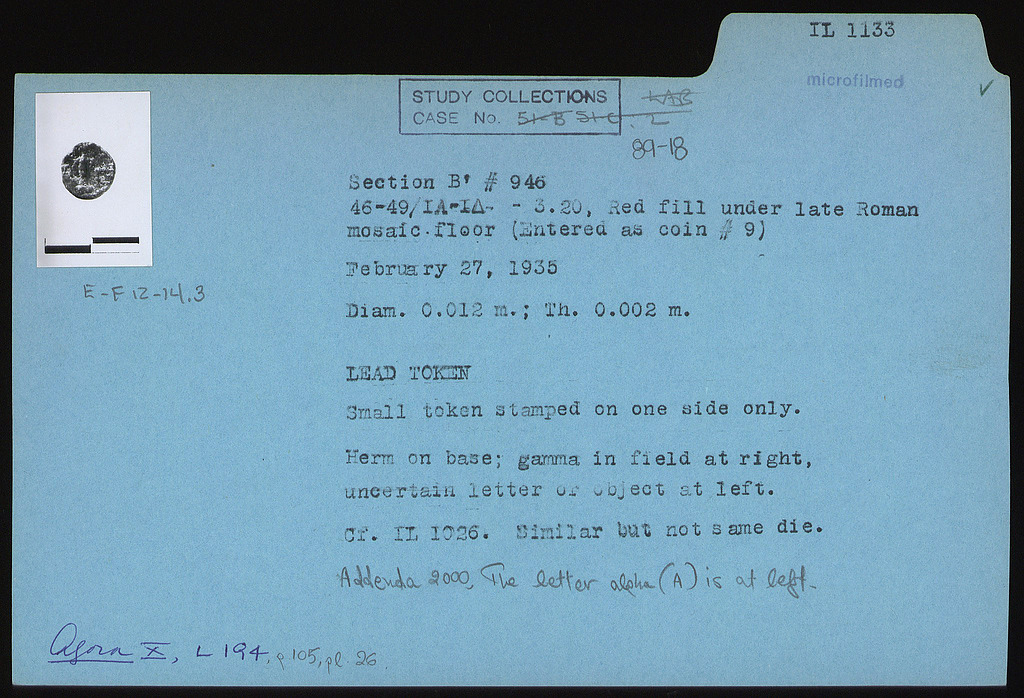 IL 1133
microfilmed
STUDY COLLECTIONS
CASE No. 51-B 51-C
89-18
Section B' # 946
46-49/ΙΑ-ΙΔ- - 3.20, Red fill under late Roman
mosaic floor (Entered as coin # 9)
February 27, 1935
E-F 12-14.3
Diam. 0.012 m.; Th. 0.002 m.
LEAD TOKEN
Small token stamped on one side only.
Herm on base; gamma in field at right,
uncertain letter or object at left.
Cf. IL 1026. Similar but not same die.
Addenda 2000, The letter alpha (A) is at left.
Agora X, L 194, p 105, pl. 26.